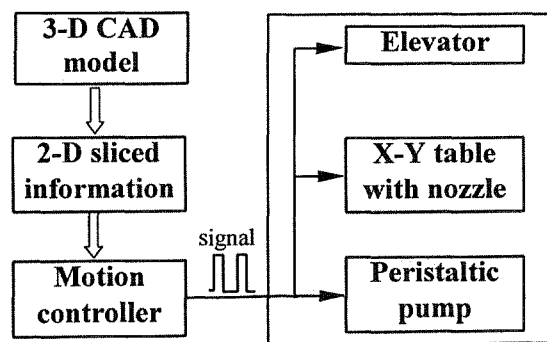 3-D CAD
model
2-D sliced
information
Motion
controller
signal
Elevator
X-Y table
with nozzle
Peristaltic
pump